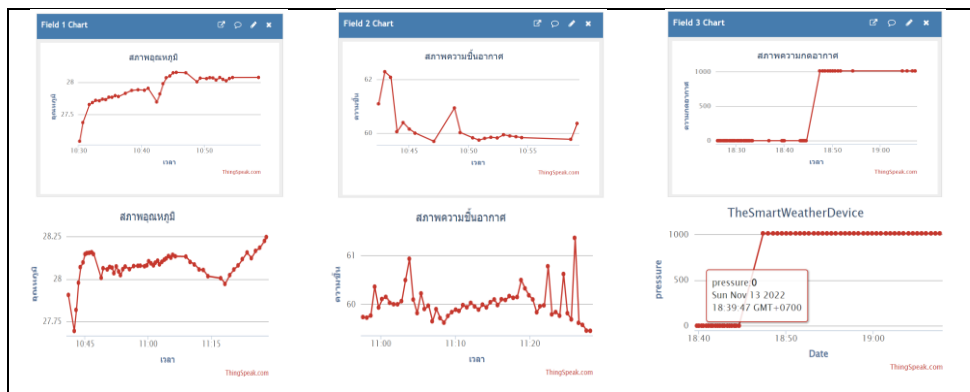 Field 1 Chart
สภาพอุณหภูมิ
อุณหภูมิ
28
27.5
10:30
10:40
10:50
เวลา
ThingSpeak.com
Field 2 Chart
สภาพความชื้นอากาศ
ความชื้น
62
60
10:45
10:50
10:55
เวลา
ThingSpeak.com
Field 3 Chart
สภาพความกดอากาศ
ความกดอากาศ
1000
500
0
18:30
18:40
18:50
19:00
เวลา
ThingSpeak.com
สภาพอุณหภูมิ
อุณหภูมิ
28.25
28
27.75
10:45
11:00
11:15
เวลา
ThingSpeak.com
สภาพความชื้นอากาศ
ความชื้น
61
60
11:00
11:10
11:20
เวลา
ThingSpeak.com
TheSmartWeatherDevice
pressure
1000
500
0
pressure:0
Sun Nov 13 2022
18:39:47 GMT+0700
18:40
18:50
19:00
Date
ThingSpeak.com